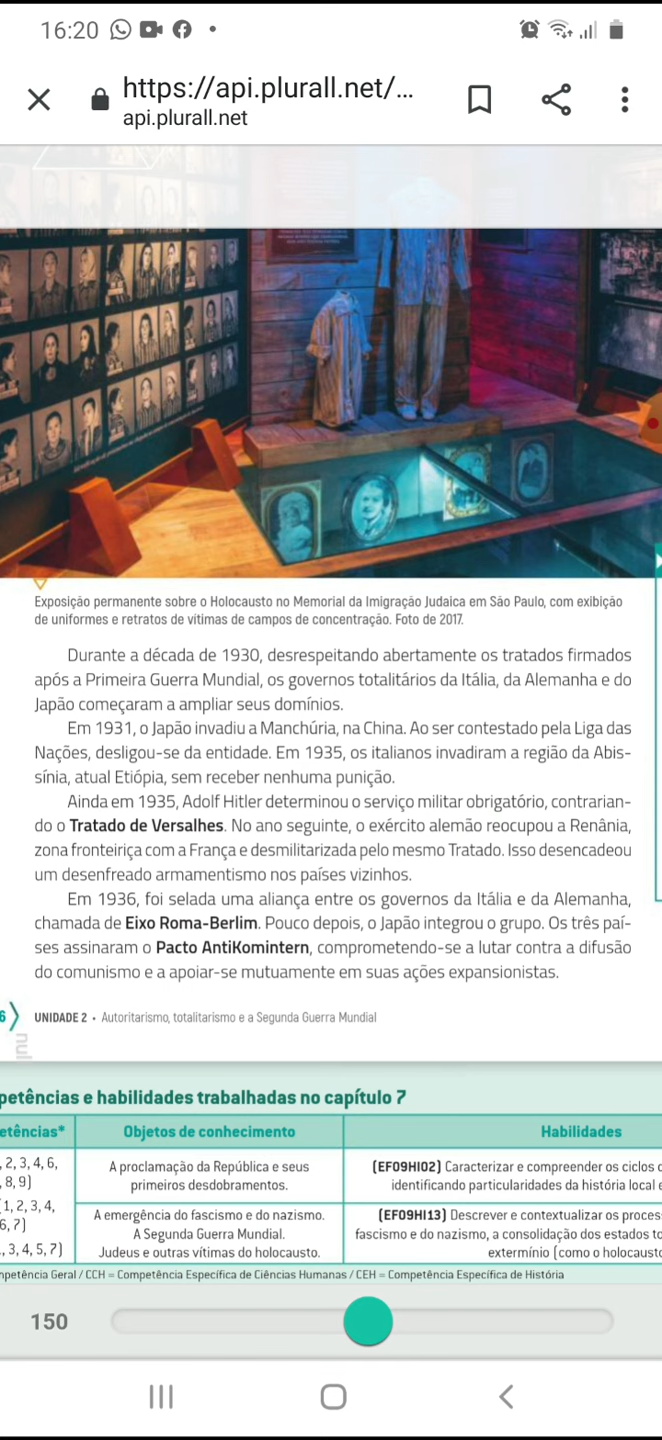 16:20
https://api.plurall.net/...
api.plurall.net
Exposição permanente sobre o Holocausto no Memorial da Imigração Judaica em São Paulo, com exibição
de uniformes e retratos de vítimas de campos de concentração. Foto de 2017.
Durante a década de 1930, desrespeitando abertamente os tratados firmados
após a Primeira Guerra Mundial, os governos totalitários da Itália, da Alemanha e do
Japão começaram a ampliar seus domínios.
Em 1931, o Japão invadiu a Manchúria, na China. Ao ser contestado pela Liga das
Nações, desligou-se da entidade. Em 1935, os italianos invadiram a região da Abis-
sínia, atual Etiópia, sem receber nenhuma punição.
Ainda em 1935, Adolf Hitler determinou o serviço militar obrigatório, contrarian-
do o Tratado de Versalhes. No ano seguinte, o exército alemão reocupou a Renânia,
zona fronteiriça com a França e desmilitarizada pelo mesmo Tratado. Isso desencadeou
um desenfreado armamentismo nos países vizinhos.
Em 1936, foi selada uma aliança entre os governos da Itália e da Alemanha,
chamada de Eixo Roma-Berlim. Pouco depois, o Japão integrou o grupo. Os três paí-
ses assinaram o Pacto AntiKomintern, comprometendo-se a lutar contra a difusão
do comunismo e a apoiar-se mutuamente em suas ações expansionistas.
6 UNIDADE 2 • Autoritarismo, totalitarismo e a Segunda Guerra Mundial
nul
petências e habilidades trabalhadas no capítulo 7
etências* Objetos de conhecimento Habilidades
, 2, 3, 4, 6, A proclamação da República e seus (EF09HI02) Caracterizar e compreender os ciclos
, 8, 9) primeiros desdobramentos. identificando particularidades da história local e
1, 2, 3, 4, A emergência do fascismo e do nazismo. (EF09HI13) Descrever e contextualizar os proces
6, 7) A Segunda Guerra Mundial. fascismo e do nazismo, a consolidação dos estados to
, 3, 4, 5, 7) Judeus e outras vítimas do holocausto. extermínio (como o holocausto
mpetência Geral / CCH = Competência Específica de Ciências Humanas / CEH = Competência Específica de História
150